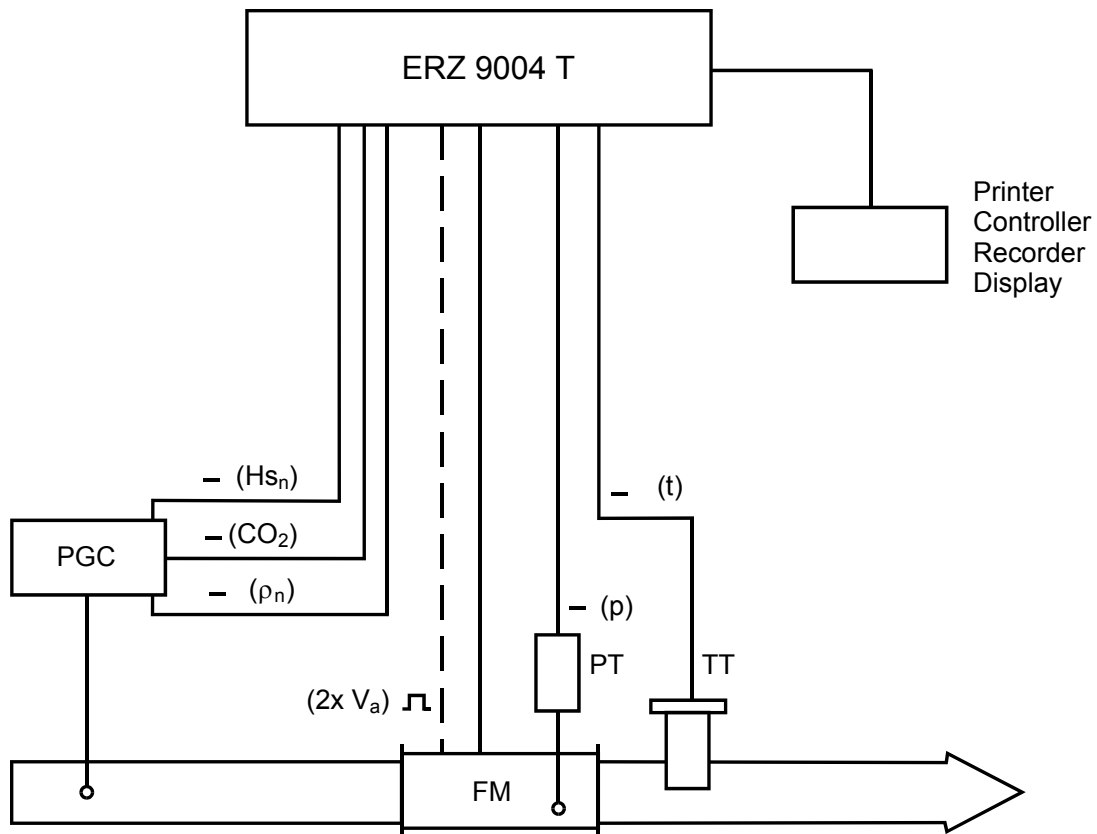 ERZ 9004 T
Printer
Controller
Recorder
Display
– (Hsₙ)
– (t)
– (CO₂)
PGC
– (ρₙ)
– (p)
PT
TT
(2x Vₐ)
FM